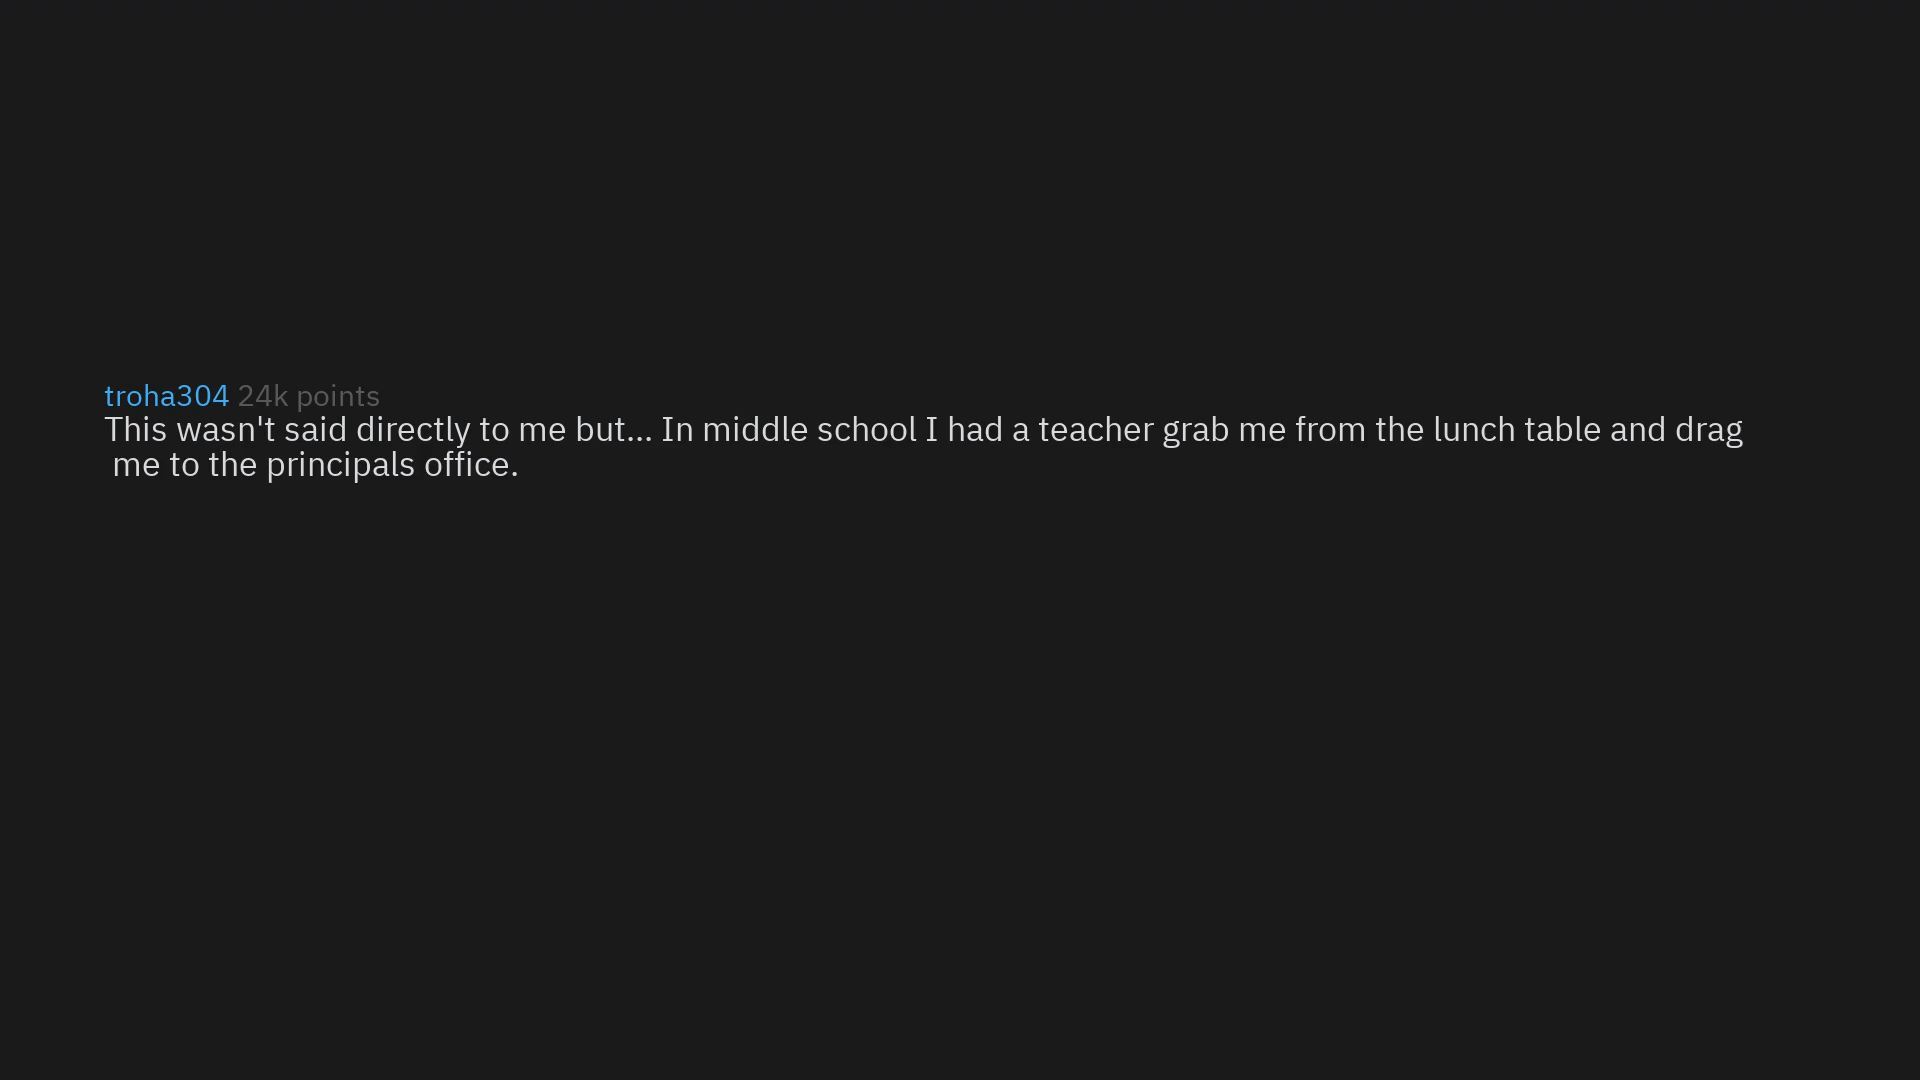 troha304 24k points
This wasn't said directly to me but... In middle school I had a teacher grab me from the lunch table and drag
me to the principals office.